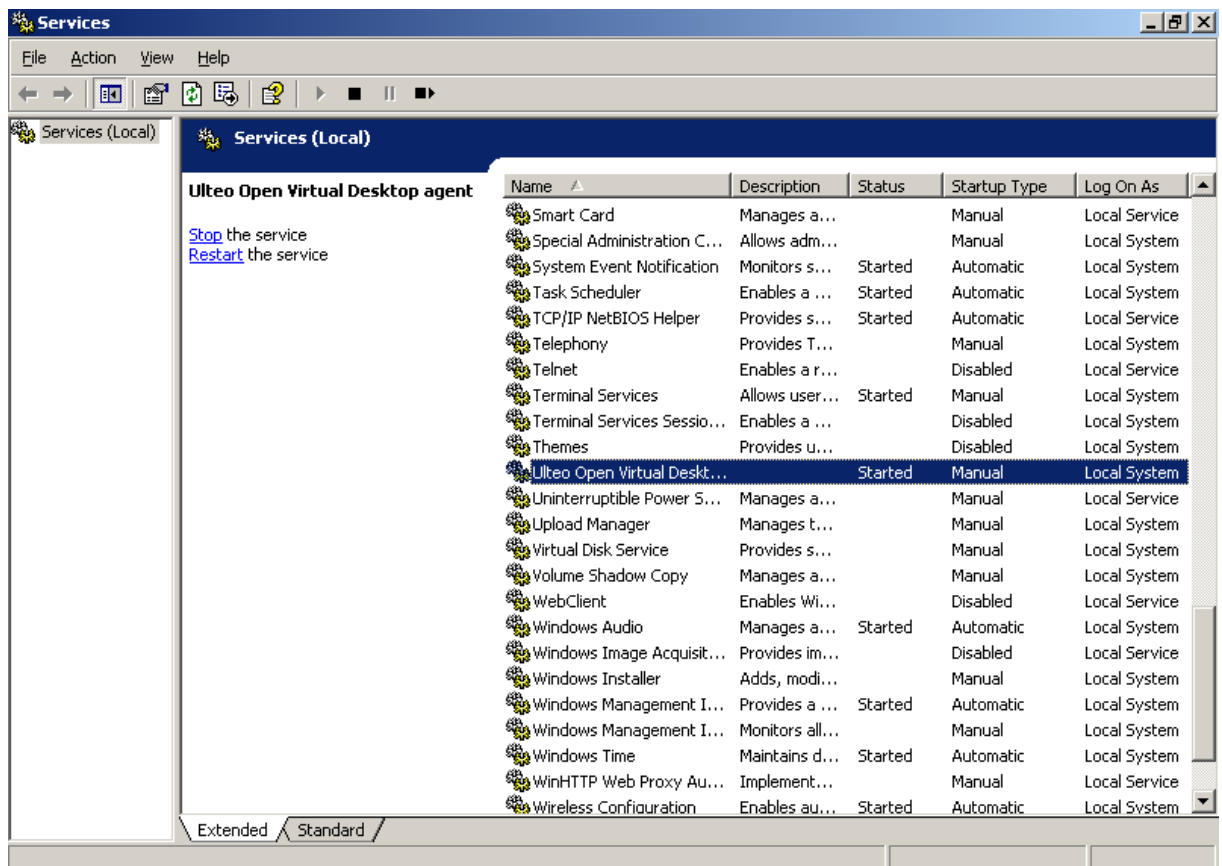 Services
File Action View Help
Services (Local)
Services (Local)
Ulteo Open Virtual Desktop agent
Stop the service
Restart the service
Name Description Status Startup Type Log On As
Smart Card Manages a... Manual Local Service
Special Administration C... Allows adm... Manual Local System
System Event Notification Monitors s... Started Automatic Local System
Task Scheduler Enables a ... Started Automatic Local System
TCP/IP NetBIOS Helper Provides s... Started Automatic Local Service
Telephony Provides T... Manual Local System
Telnet Enables a r... Disabled Local Service
Terminal Services Allows user... Started Manual Local System
Terminal Services Sessio... Enables a ... Disabled Local System
Themes Provides u... Disabled Local System
Ulteo Open Virtual Deskt... Started Manual Local System
Uninterruptible Power S... Manages a... Manual Local Service
Upload Manager Manages t... Manual Local System
Virtual Disk Service Provides s... Manual Local System
Volume Shadow Copy Manages a... Manual Local System
WebClient Enables Wi... Disabled Local Service
Windows Audio Manages a... Started Automatic Local System
Windows Image Acquisit... Provides im... Disabled Local Service
Windows Installer Adds, modi... Manual Local System
Windows Management I... Provides a ... Started Automatic Local System
Windows Management I... Monitors all... Manual Local System
Windows Time Maintains d... Started Automatic Local System
WinHTTP Web Proxy Au... Implement... Manual Local Service
Wireless Configuration Enables au... Started Automatic Local System
Extended Standard